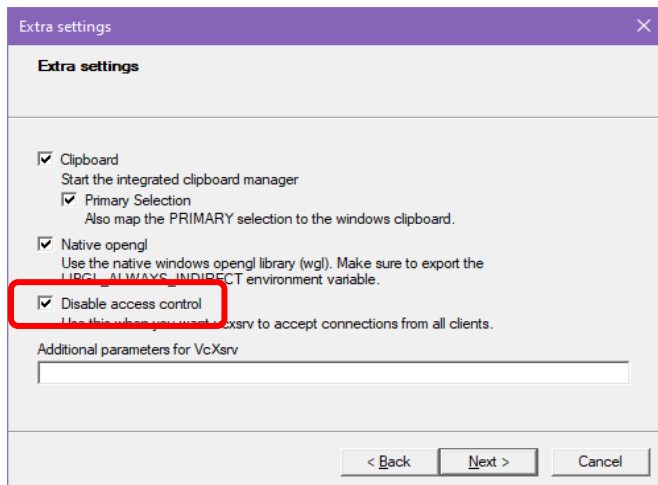 Extra settings
Extra settings
Clipboard
Start the integrated clipboard manager
Primary Selection
Also map the PRIMARY selection to the windows clipboard.
Native opengl
Use the native windows opengl library (wgl). Make sure to export the
LIBGL_ALWAYS_INDIRECT environment variable.
Disable access control
Use this when you want vcxsrv to accept connections from all clients.
Additional parameters for VcXsrv
< Back Next > Cancel